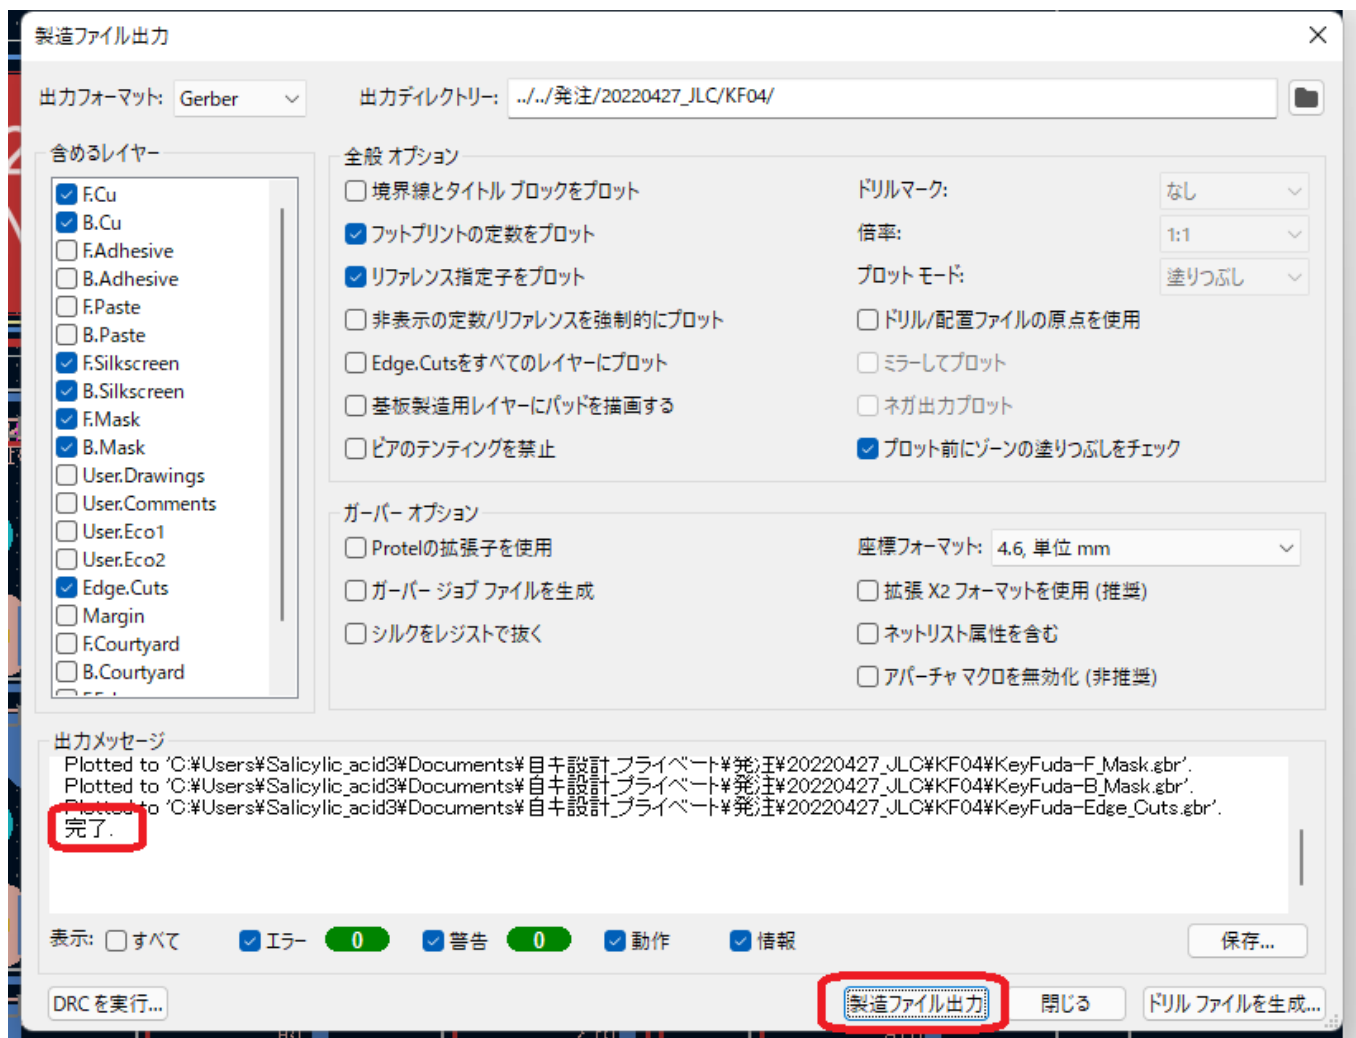 製造ファイル出力
出力フォーマット: Gerber 出力ディレクトリー: ../../発注/20220427_JLC/KF04/
含めるレイヤー
F.Cu
B.Cu
F.Adhesive
B.Adhesive
F.Paste
B.Paste
F.Silkscreen
B.Silkscreen
F.Mask
B.Mask
User.Drawings
User.Comments
User.Eco1
User.Eco2
Edge.Cuts
Margin
F.Courtyard
B.Courtyard
全般 オプション
境界線とタイトル ブロックをプロット
フットプリントの定数をプロット
リファレンス指定子をプロット
非表示の定数/リファレンスを強制的にプロット
Edge.Cutsをすべてのレイヤーにプロット
基板製造用レイヤーにパッドを描画する
ビアのテンティングを禁止
ドリルマーク: なし
倍率: 1:1
プロット モード: 塗りつぶし
ドリル/配置ファイルの原点を使用
ミラーしてプロット
ネガ出力プロット
プロット前にゾーンの塗りつぶしをチェック
ガーバー オプション
Protelの拡張子を使用
ガーバー ジョブ ファイルを生成
シルクをレジストで抜く
座標フォーマット: 4.6, 単位 mm
拡張 X2 フォーマットを使用 (推奨)
ネットリスト属性を含む
アパーチャ マクロを無効化 (非推奨)
出力メッセージ
Plotted to 'C:¥Users¥Salicylic_acid3¥Documents¥自キ設計_プライベート¥発注¥20220427_JLC¥KF04¥KeyFuda-F_Mask.gbr'.
Plotted to 'C:¥Users¥Salicylic_acid3¥Documents¥自キ設計_プライベート¥発注¥20220427_JLC¥KF04¥KeyFuda-B_Mask.gbr'.
Plotted to 'C:¥Users¥Salicylic_acid3¥Documents¥自キ設計_プライベート¥発注¥20220427_JLC¥KF04¥KeyFuda-Edge_Cuts.gbr'.
完了.
表示: すべて エラー 0 警告 0 動作 情報 保存...
DRC を実行... 製造ファイル出力 閉じる ドリル ファイルを生成...